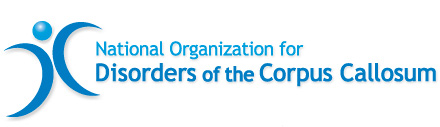 National Organization for
Disorders of the Corpus Callosum